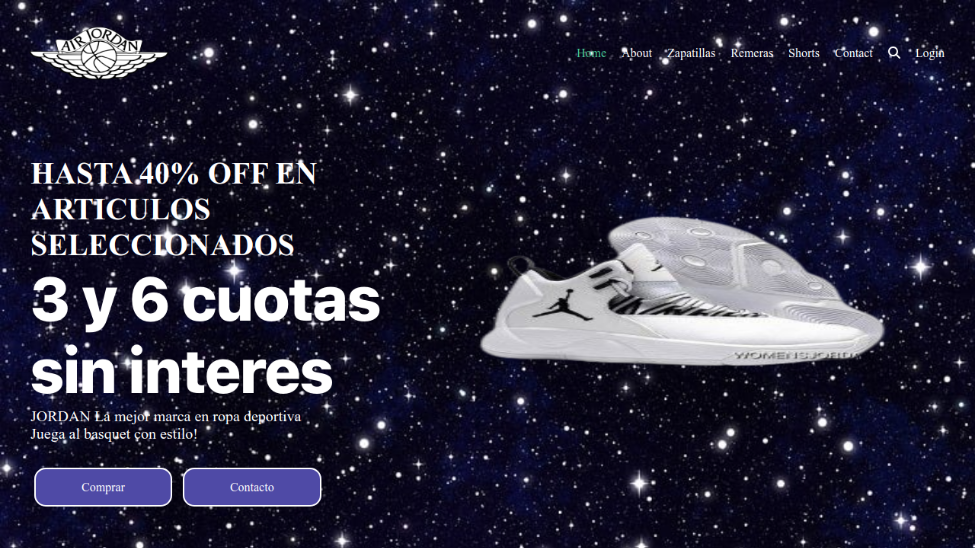 AIR JORDAN
Home About Zapatillas Remeras Shorts Contact Login
HASTA 40% OFF EN
ARTICULOS
SELECCIONADOS
3 y 6 cuotas
sin interes
JORDAN La mejor marca en ropa deportiva
Juega al basquet con estilo!
Comprar Contacto